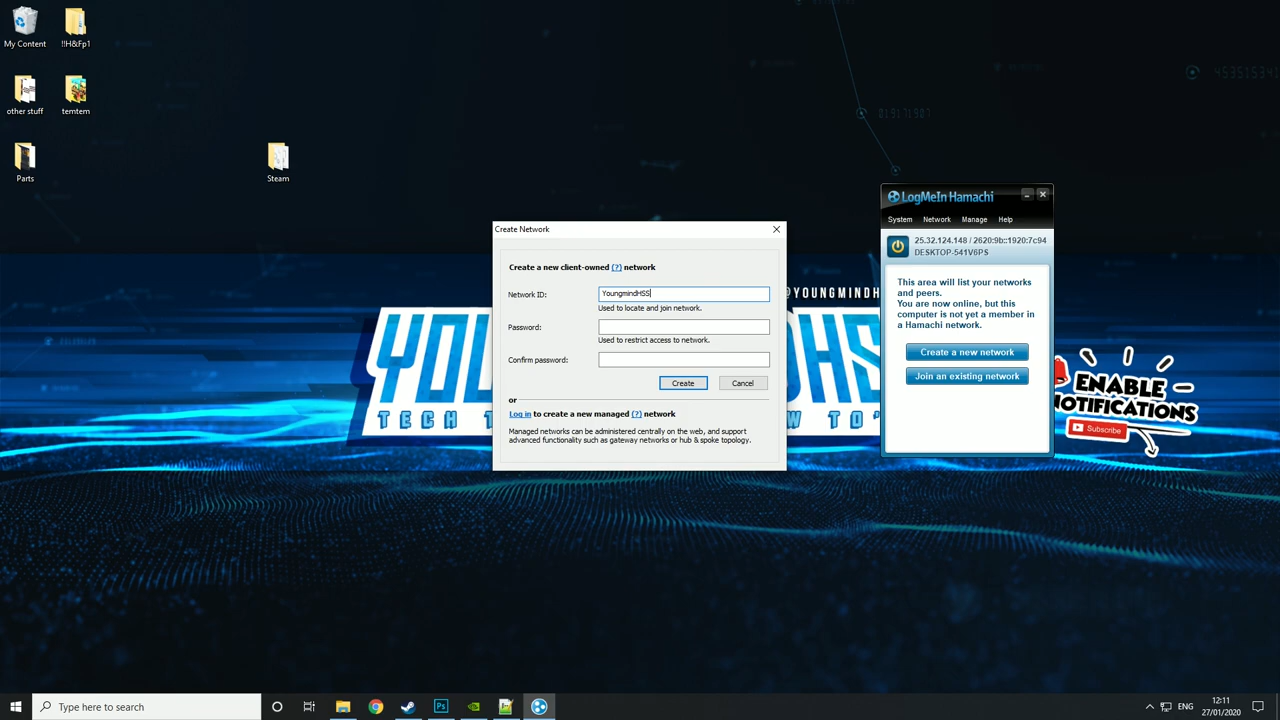 My Content
!!H&Fp1
other stuff
temtem
Parts
Steam
453515345
019171907
@YOUNGMINDH
TECH T
ENABLE
NOTIFICATIONS
Subscribe
Create Network
Create a new client-owned (?) network
Network ID:
YoungmindHSS
Used to locate and join network.
Password:
Used to restrict access to network.
Confirm password:
Create
Cancel
or
Log in to create a new managed (?) network
Managed networks can be administered centrally on the web, and support
advanced functionality such as gateway networks or hub & spoke topology.
LogMeIn Hamachi
System Network Manage Help
25.32.124.148 / 2620:9b::1920:7c94
DESKTOP-541V6PS
This area will list your networks
and peers.
You are now online, but this
computer is not yet a member in
a Hamachi network.
Create a new network
Join an existing network
Type here to search
Ps
ENG
12:11
27/01/2020